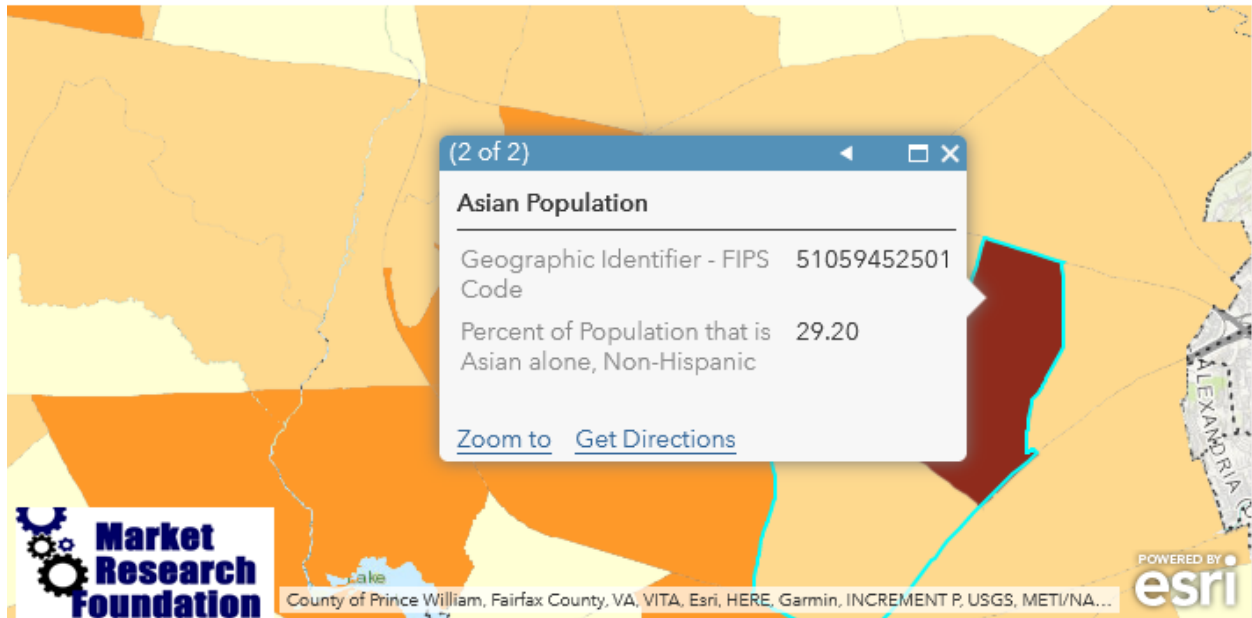 (2 of 2)
Asian Population
Geographic Identifier - FIPS 51059452501
Code
Percent of Population that is 29.20
Asian alone, Non-Hispanic
Zoom to Get Directions
ALEXANDRIA
Market
Research
Foundation
Lake
County of Prince William, Fairfax County, VA, VITA, Esri, HERE, Garmin, INCREMENT P, USGS, METI/NA...
POWERED BY
esri